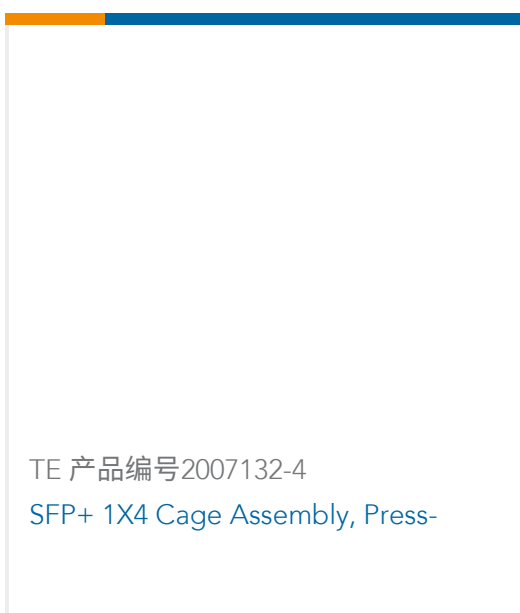 TE 产品编号2007132-4
SFP+ 1X4 Cage Assembly, Press-